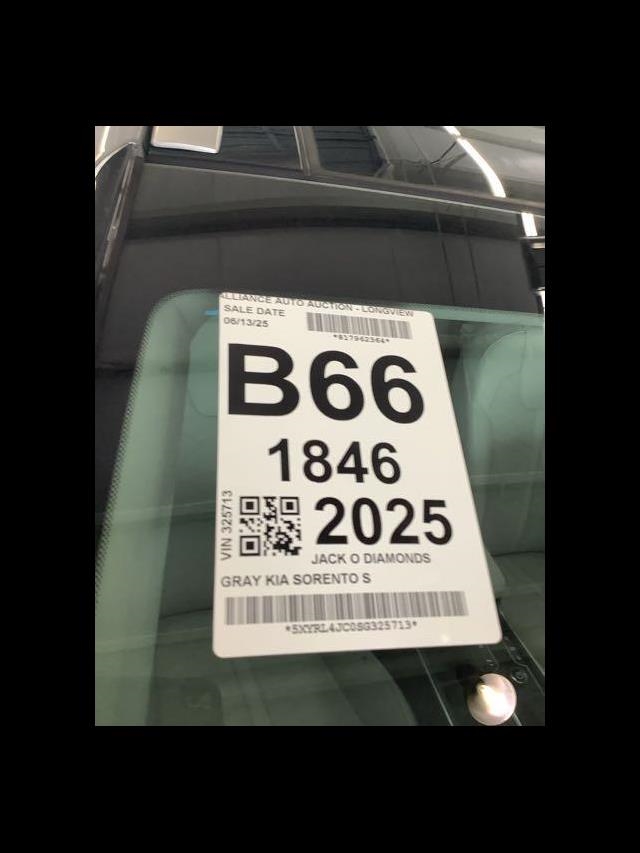 ALLIANCE AUTO AUCTION - LONGVIEW
SALE DATE
06/13/25
*817962364*
B66
1846
VIN 325713
2025
JACK O DIAMONDS
GRAY KIA SORENTO S
*5XYRL4JC0SG325713*